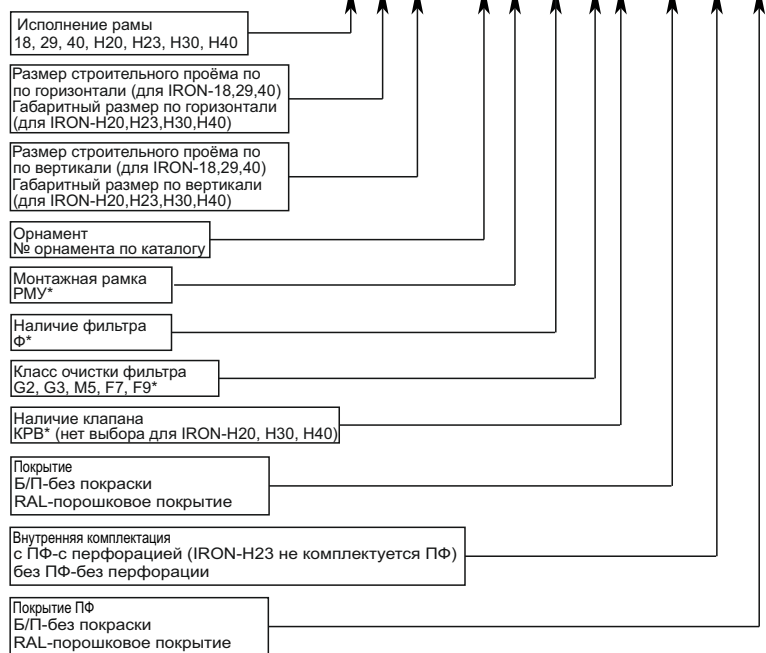 Исполнение рамы
18, 29, 40, Н20, Н23, Н30, Н40
Размер строительного проёма по
по горизонтали (для IRON-18,29,40)
Габаритный размер по горизонтали
(для IRON-Н20,Н23,Н30,Н40)
Размер строительного проёма по
по вертикали (для IRON-18,29,40)
Габаритный размер по вертикали
(для IRON-Н20,Н23,Н30,Н40)
Орнамент
№ орнамента по каталогу
Монтажная рамка
РМУ*
Наличие фильтра
Ф*
Класс очистки фильтра
G2, G3, M5, F7, F9*
Наличие клапана
КРВ* (нет выбора для IRON-Н20, Н30, Н40)
Покрытие
Б/П-без покраски
RAL-порошковое покрытие
Внутренняя комплектация
с ПФ-с перфорацией (IRON-Н23 не комплектуется ПФ)
без ПФ-без перфорации
Покрытие ПФ
Б/П-без покраски
RAL-порошковое покрытие